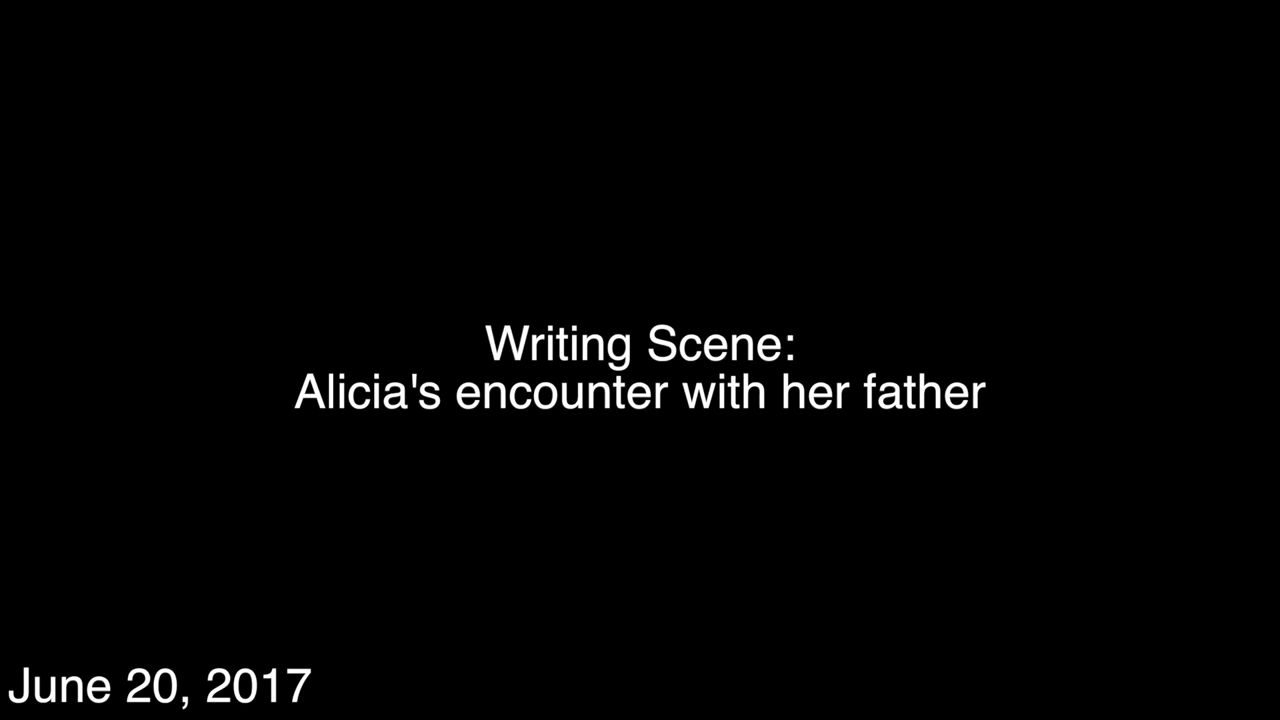 Writing Scene:
Alicia's encounter with her father
June 20, 2017